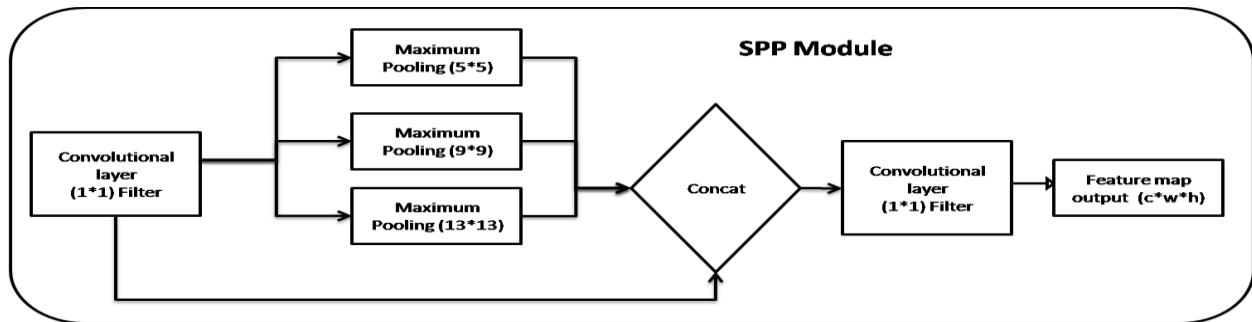 SPP Module
Maximum
Pooling (5*5)
Maximum
Pooling (9*9)
Maximum
Pooling (13*13)
Convolutional
layer
(1*1) Filter
Concat
Convolutional
layer
(1*1) Filter
Feature map
output (c*w*h)